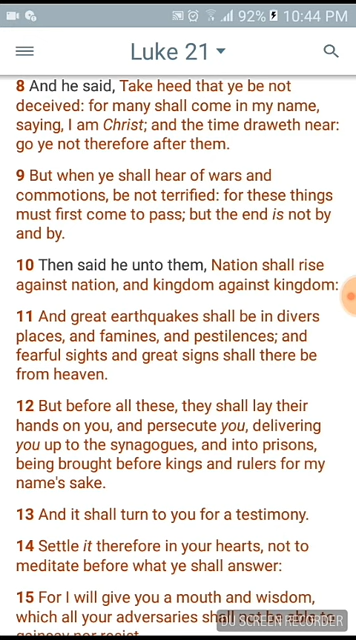 92% 10:44 PM
Luke 21
8 And he said, Take heed that ye be not
deceived: for many shall come in my name,
saying, I am Christ; and the time draweth near:
go ye not therefore after them.
9 But when ye shall hear of wars and
commotions, be not terrified: for these things
must first come to pass; but the end is not by
and by.
10 Then said he unto them, Nation shall rise
against nation, and kingdom against kingdom:
11 And great earthquakes shall be in divers
places, and famines, and pestilences; and
fearful sights and great signs shall there be
from heaven.
12 But before all these, they shall lay their
hands on you, and persecute you, delivering
you up to the synagogues, and into prisons,
being brought before kings and rulers for my
name's sake.
13 And it shall turn to you for a testimony.
14 Settle it therefore in your hearts, not to
meditate before what ye shall answer:
15 For I will give you a mouth and wisdom,
which all your adversaries shall not be able to
gainsay nor resist.
DU SCREEN RECORDER